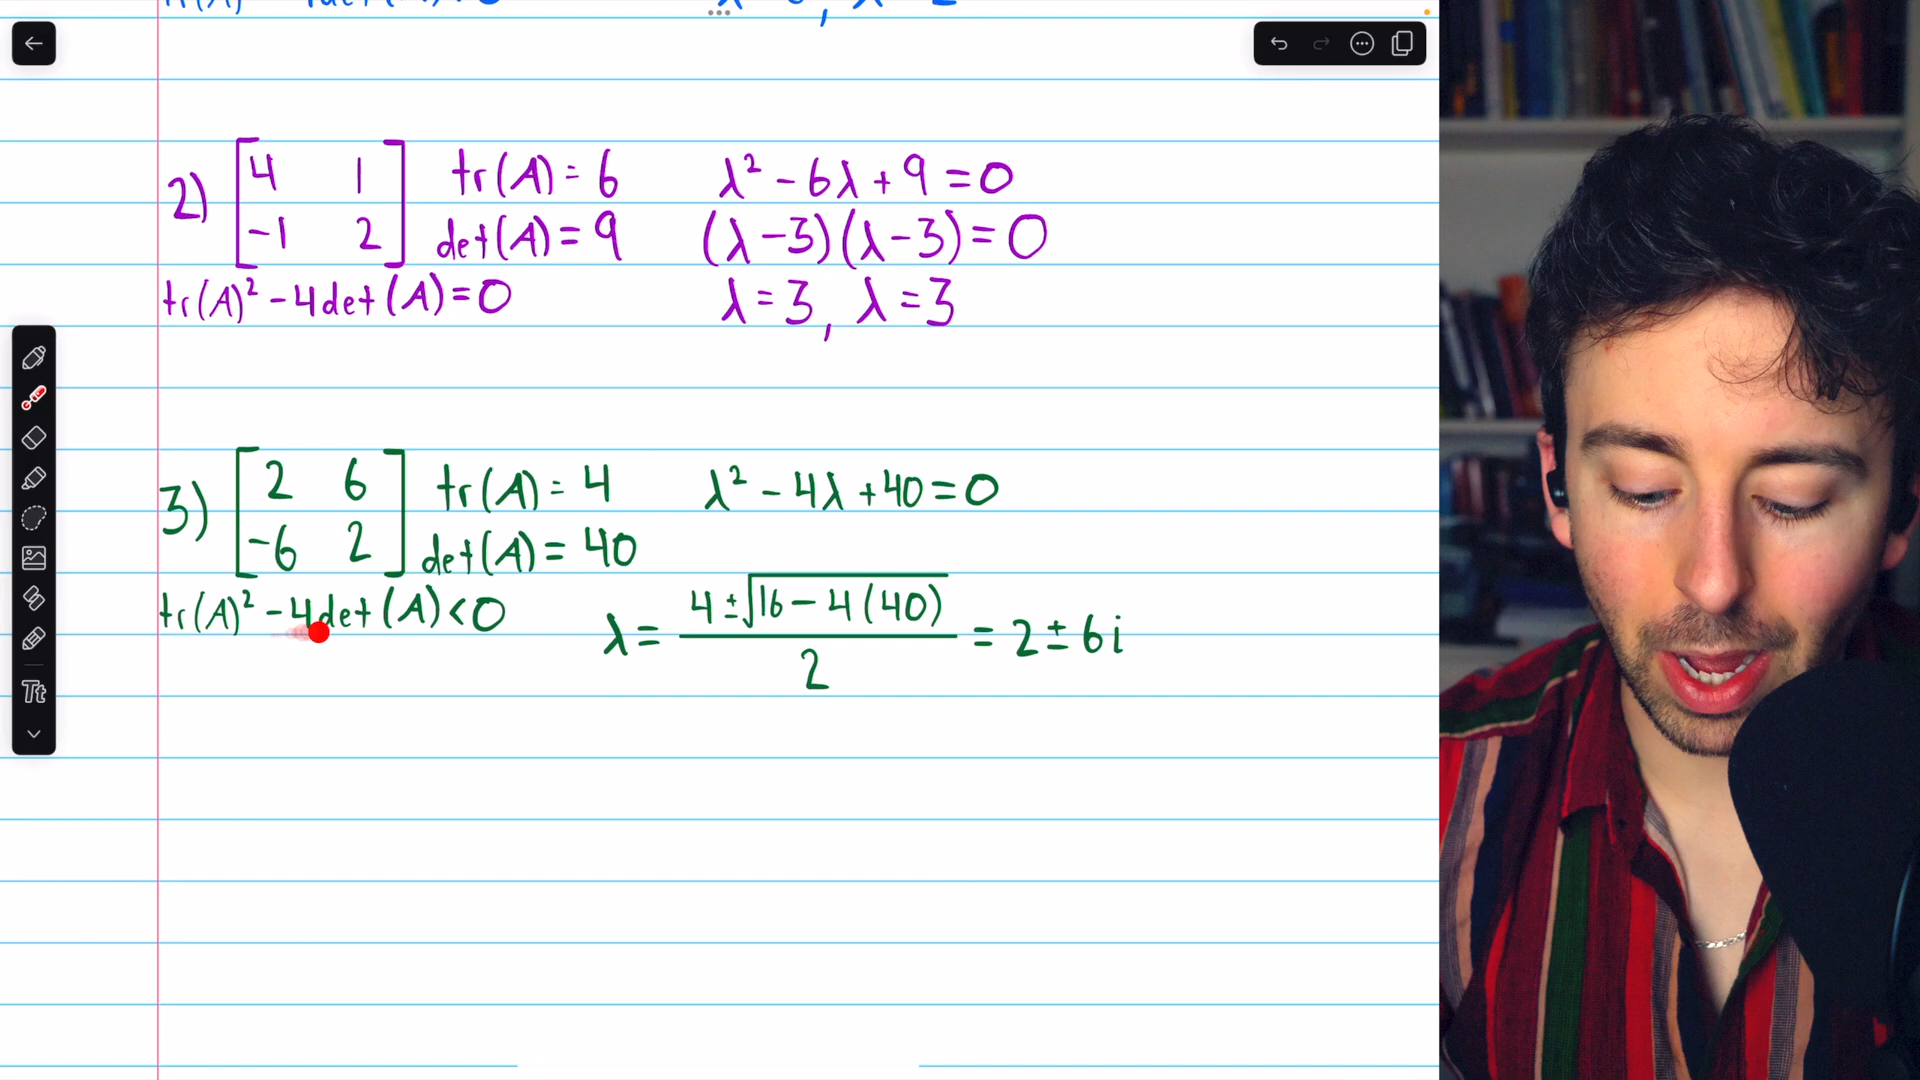 2) [4 1
-1 2] tr(A) = 6 λ² - 6λ + 9 = 0
det(A) = 9 (λ-3)(λ-3) = 0
tr(A)² - 4det(A) = 0 λ = 3, λ = 3
3) [2 6
-6 2] tr(A) = 4 λ² - 4λ + 40 = 0
det(A) = 40
tr(A)² - 4det(A) < 0 λ = (4 ± √(16 - 4(40)))/2 = 2 ± 6i
Tt